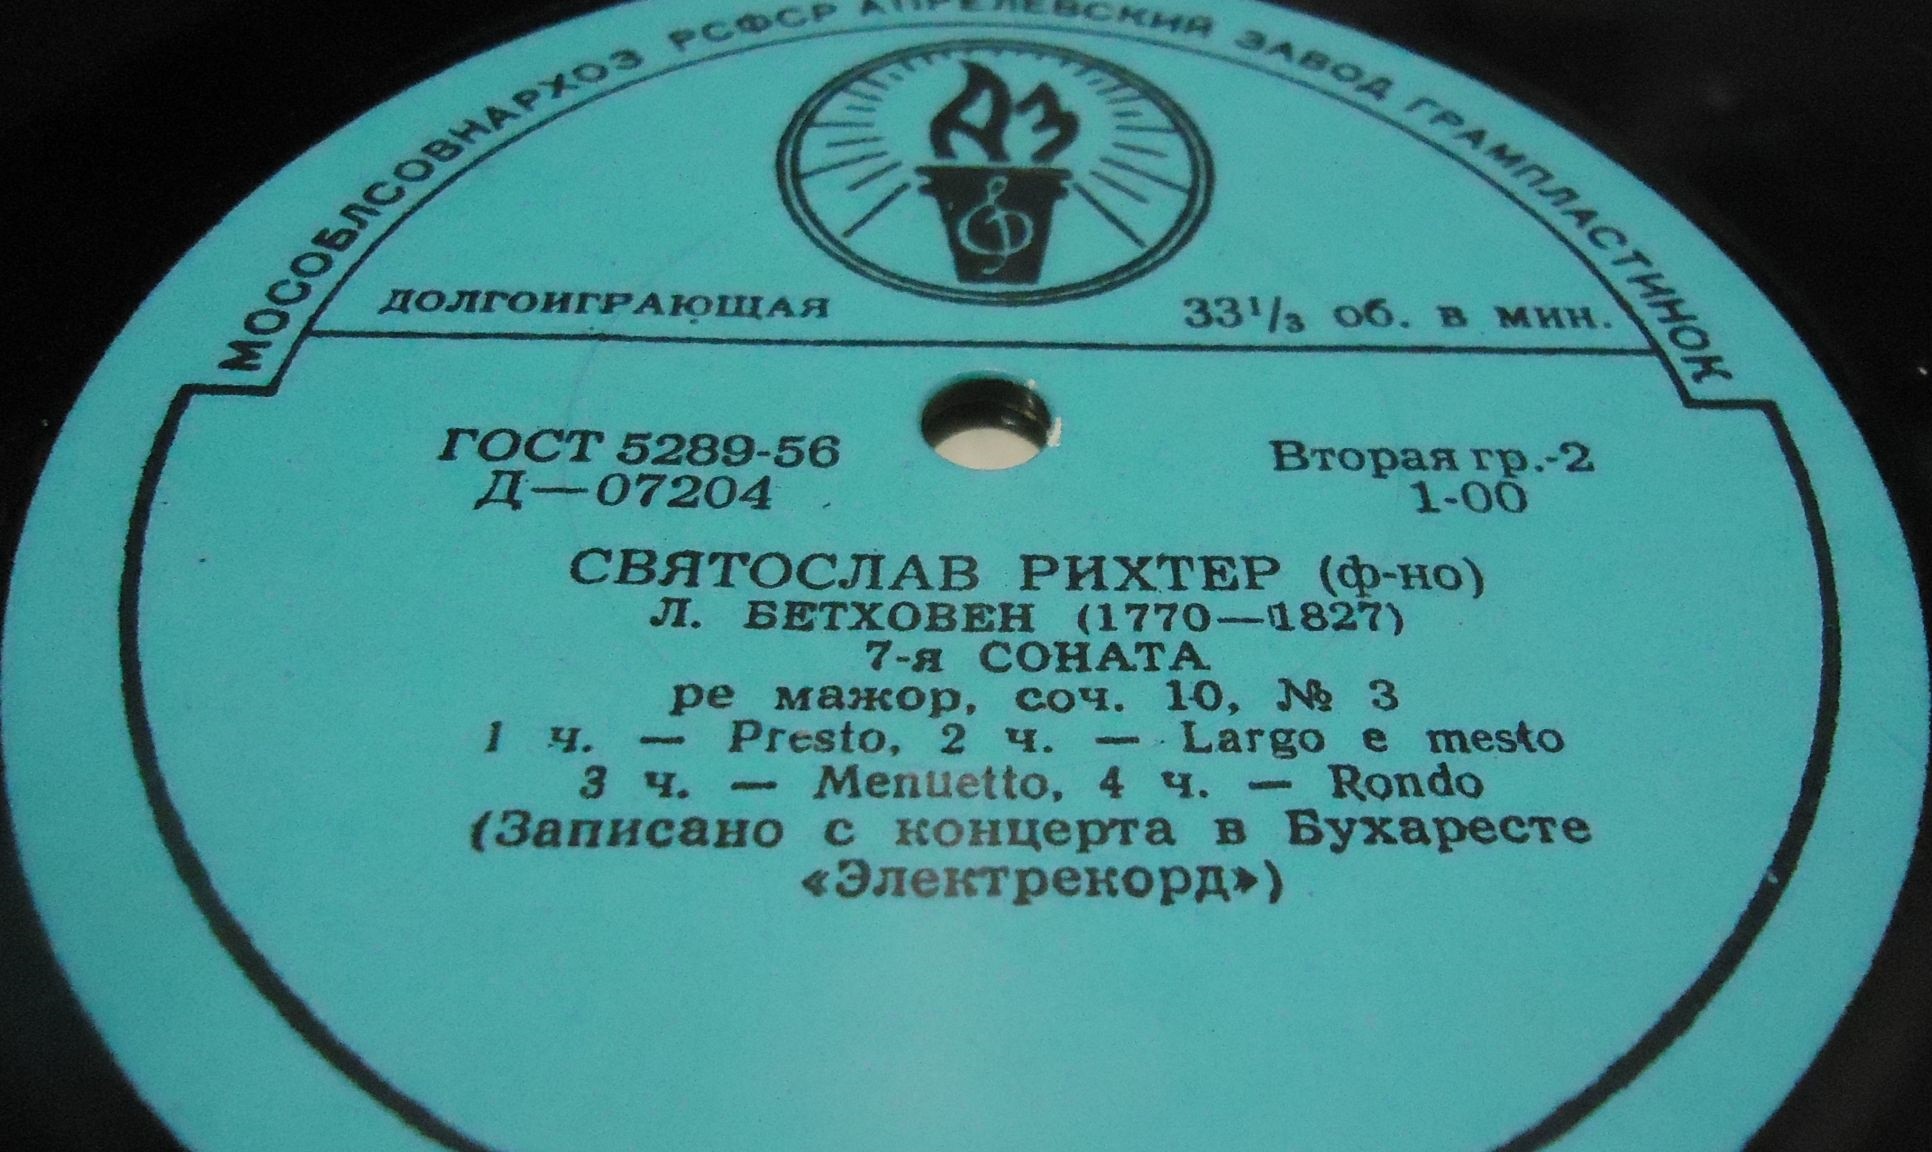 МОСОБЛСОВНАРХОЗ РСФСР АПРЕЛЕВСКИЙ ЗАВОД ГРАМПЛАСТИНОК
АЗ
ДОЛГОИГРАЮЩАЯ
33 1/3 об. в мин.
ГОСТ 5289-56
Д—07204
Вторая гр.-2
1-00
СВЯТОСЛАВ РИХТЕР (ф-но)
Л. БЕТХОВЕН (1770—1827)
7-я СОНАТА
ре мажор, соч. 10, № 3
1 ч. — Presto, 2 ч. — Largo e mesto
3 ч. — Menuetto, 4 ч. — Rondo
(Записано с концерта в Бухаресте
«Электрекорд»)